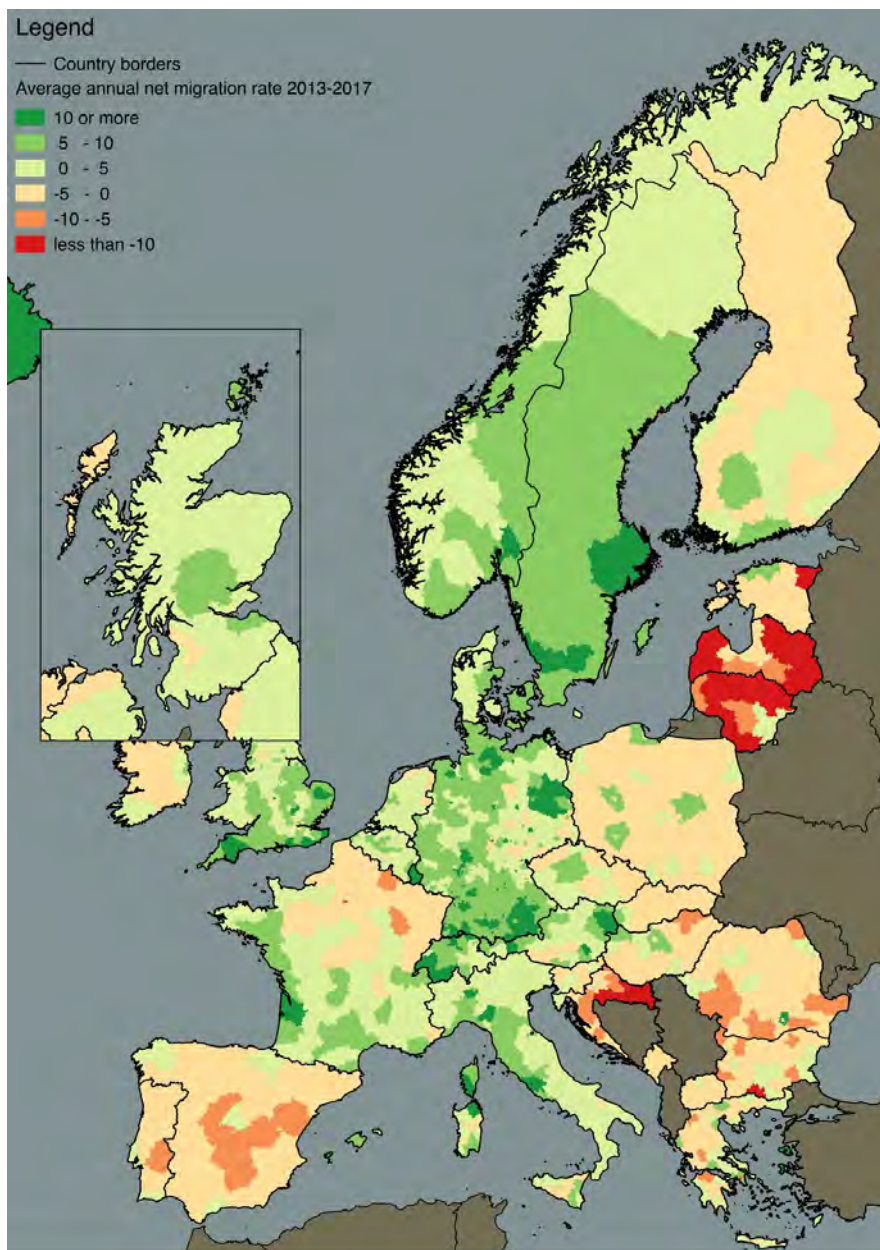 Legend
Country borders
Average annual net migration rate 2013-2017
10 or more
5 - 10
0 - 5
-5 - 0
-10 - -5
less than -10